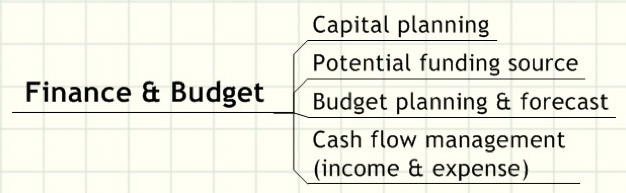 Finance & Budget
Capital planning
Potential funding source
Budget planning & forecast
Cash flow management
(income & expense)